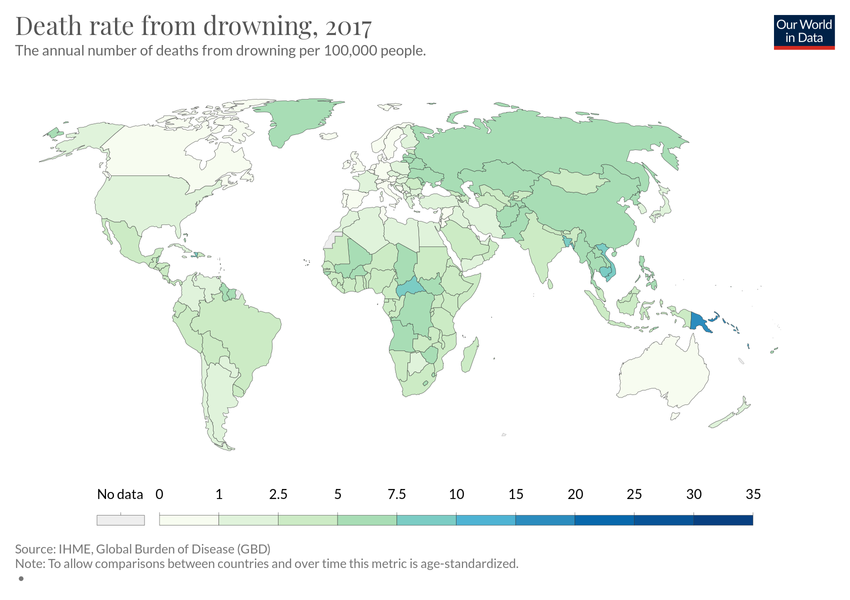 Death rate from drowning, 2017
The annual number of deaths from drowning per 100,000 people.
Our World
in Data
No data 0 1 2.5 5 7.5 10 15 20 25 30 35
Source: IHME, Global Burden of Disease (GBD)
Note: To allow comparisons between countries and over time this metric is age-standardized.